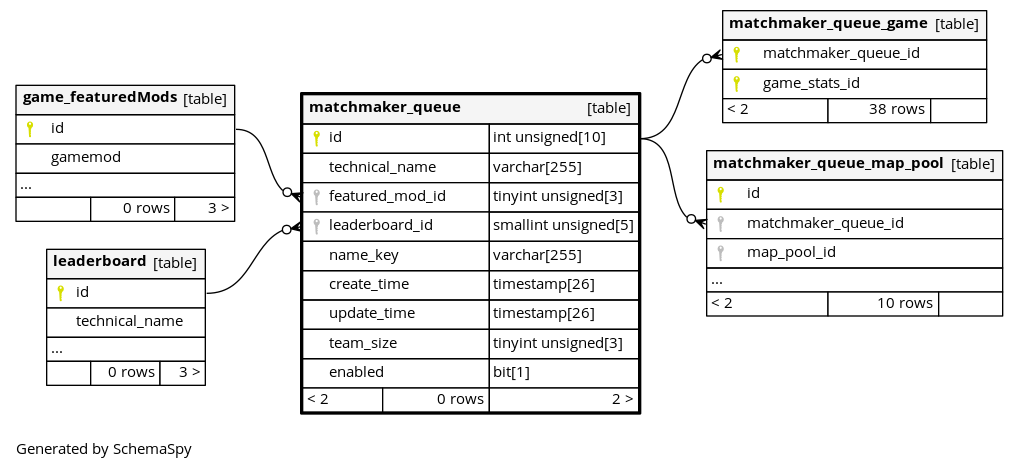 game_featuredMods [table]
id
gamemod
...
0 rows 3 >
leaderboard [table]
id
technical_name
...
0 rows 3 >
matchmaker_queue [table]
id int unsigned[10]
technical_name varchar[255]
featured_mod_id tinyint unsigned[3]
leaderboard_id smallint unsigned[5]
name_key varchar[255]
create_time timestamp[26]
update_time timestamp[26]
team_size tinyint unsigned[3]
enabled bit[1]
< 2 0 rows 2 >
matchmaker_queue_game [table]
matchmaker_queue_id
game_stats_id
< 2 38 rows
matchmaker_queue_map_pool [table]
id
matchmaker_queue_id
map_pool_id
...
< 2 10 rows
Generated by SchemaSpy